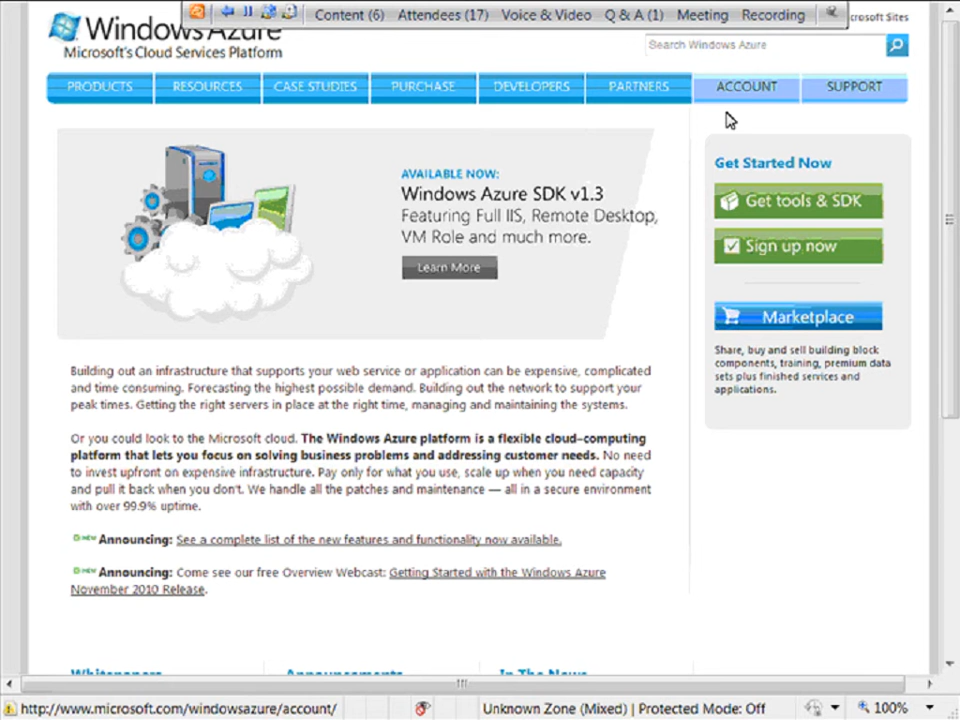 Content (6) Attendees (17) Voice & Video Q & A (1) Meeting Recording
crosoft Sites
Windows Azure
Microsoft's Cloud Services Platform
Search Windows Azure
PRODUCTS RESOURCES CASE STUDIES PURCHASE DEVELOPERS PARTNERS ACCOUNT SUPPORT
AVAILABLE NOW:
Windows Azure SDK v1.3
Featuring Full IIS, Remote Desktop,
VM Role and much more.
Learn More
Get Started Now
Get tools & SDK
Sign up now
Marketplace
Share, buy and sell building block
components, training, premium data
sets plus finished services and
applications.
Building out an infrastructure that supports your web service or application can be expensive, complicated
and time consuming. Forecasting the highest possible demand. Building out the network to support your
peak times. Getting the right servers in place at the right time, managing and maintaining the systems.
Or you could look to the Microsoft cloud. The Windows Azure platform is a flexible cloud–computing
platform that lets you focus on solving business problems and addressing customer needs. No need
to invest upfront on expensive infrastructure. Pay only for what you use, scale up when you need capacity
and pull it back when you don't. We handle all the patches and maintenance — all in a secure environment
with over 99.9% uptime.
NEW Announcing: See a complete list of the new features and functionality now available.
NEW Announcing: Come see our free Overview Webcast: Getting Started with the Windows Azure
November 2010 Release.
Whitepapers Announcements In The News
http://www.microsoft.com/windowsazure/account/ Unknown Zone (Mixed) | Protected Mode: Off 100%